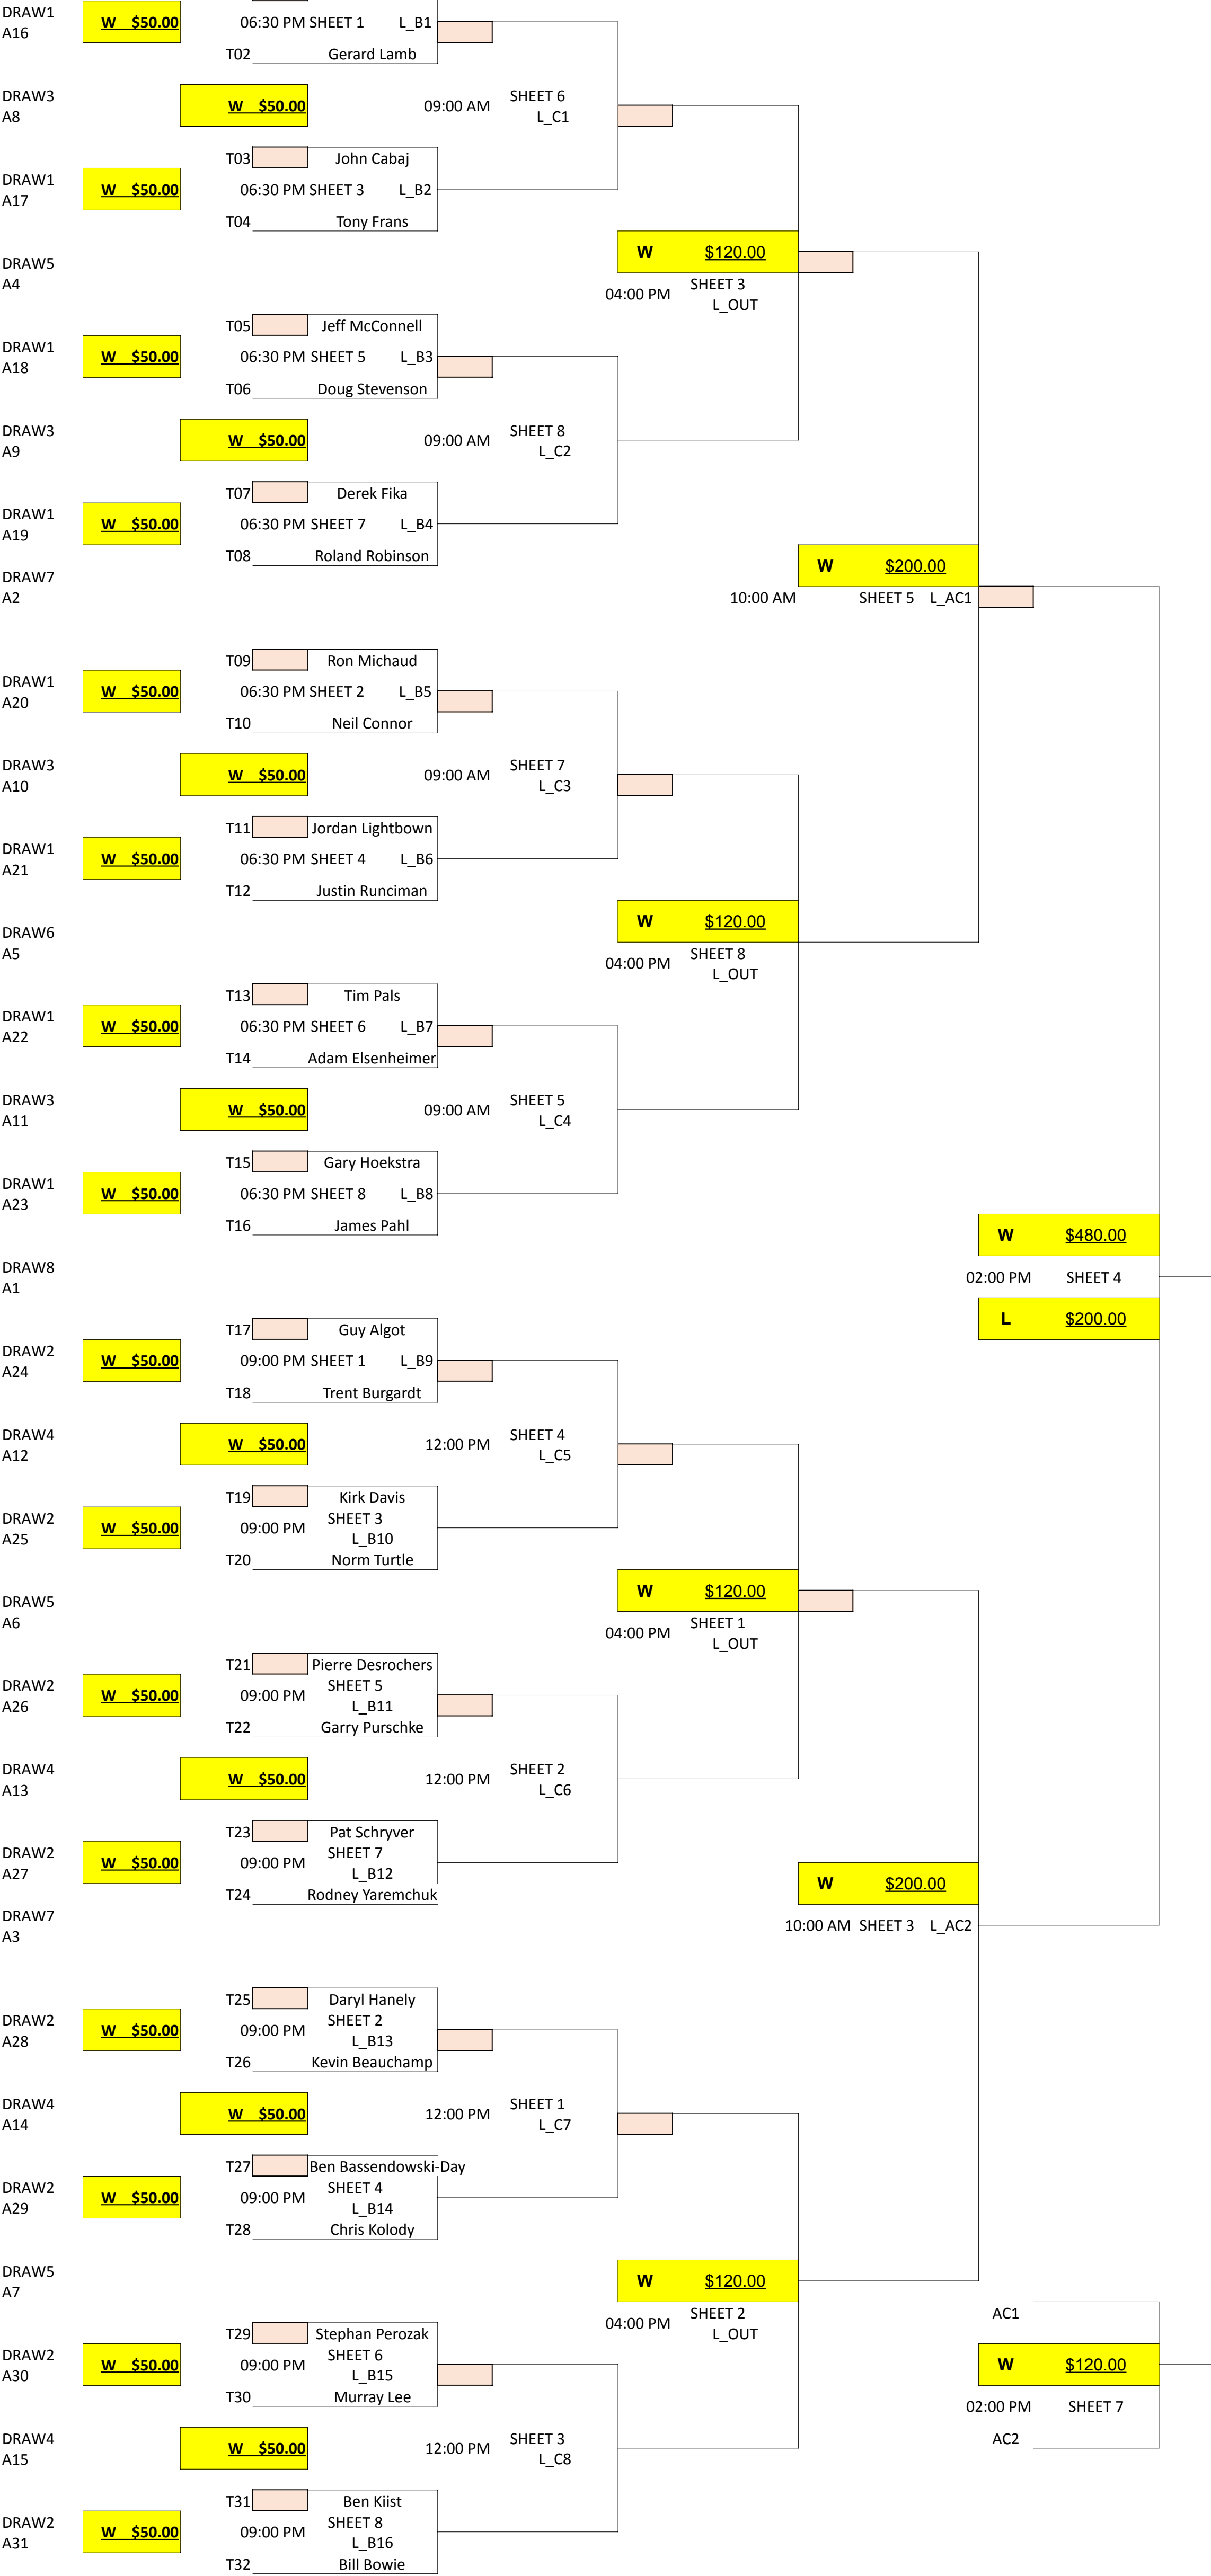 DRAW1
A16
W $50.00
06:30 PM SHEET 1 L_B1
T02 Gerard Lamb
DRAW3
A8
W $50.00
09:00 AM
SHEET 6
L_C1
T03 John Cabaj
DRAW1
A17
W $50.00
06:30 PM SHEET 3 L_B2
T04 Tony Frans
W $120.00
DRAW5
A4
04:00 PM
SHEET 3
L_OUT
T05 Jeff McConnell
DRAW1
A18
W $50.00
06:30 PM SHEET 5 L_B3
T06 Doug Stevenson
DRAW3
A9
W $50.00
09:00 AM
SHEET 8
L_C2
T07 Derek Fika
DRAW1
A19
W $50.00
06:30 PM SHEET 7 L_B4
T08 Roland Robinson
W $200.00
DRAW7
A2
10:00 AM SHEET 5 L_AC1
T09 Ron Michaud
DRAW1
A20
W $50.00
06:30 PM SHEET 2 L_B5
T10 Neil Connor
DRAW3
A10
W $50.00
09:00 AM
SHEET 7
L_C3
T11 Jordan Lightbown
DRAW1
A21
W $50.00
06:30 PM SHEET 4 L_B6
T12 Justin Runciman
W $120.00
DRAW6
A5
04:00 PM
SHEET 8
L_OUT
T13 Tim Pals
DRAW1
A22
W $50.00
06:30 PM SHEET 6 L_B7
T14 Adam Elsenheimer
DRAW3
A11
W $50.00
09:00 AM
SHEET 5
L_C4
T15 Gary Hoekstra
DRAW1
A23
W $50.00
06:30 PM SHEET 8 L_B8
T16 James Pahl
W $480.00
DRAW8
A1
02:00 PM SHEET 4
L $200.00
T17 Guy Algot
DRAW2
A24
W $50.00
09:00 PM SHEET 1 L_B9
T18 Trent Burgardt
DRAW4
A12
W $50.00
12:00 PM
SHEET 4
L_C5
T19 Kirk Davis
DRAW2
A25
W $50.00
09:00 PM
SHEET 3
L_B10
T20 Norm Turtle
W $120.00
DRAW5
A6
04:00 PM
SHEET 1
L_OUT
T21 Pierre Desrochers
DRAW2
A26
W $50.00
09:00 PM
SHEET 5
L_B11
T22 Garry Purschke
DRAW4
A13
W $50.00
12:00 PM
SHEET 2
L_C6
T23 Pat Schryver
DRAW2
A27
W $50.00
09:00 PM
SHEET 7
L_B12
T24 Rodney Yaremchuk
W $200.00
DRAW7
A3
10:00 AM SHEET 3 L_AC2
T25 Daryl Hanely
DRAW2
A28
W $50.00
09:00 PM
SHEET 2
L_B13
T26 Kevin Beauchamp
DRAW4
A14
W $50.00
12:00 PM
SHEET 1
L_C7
T27 Ben Bassendowski-Day
DRAW2
A29
W $50.00
09:00 PM
SHEET 4
L_B14
T28 Chris Kolody
DRAW5
A7
W $120.00
04:00 PM
SHEET 2
L_OUT
AC1
T29 Stephan Perozak
DRAW2
A30
W $50.00
09:00 PM
SHEET 6
L_B15
W $120.00
T30 Murray Lee
02:00 PM SHEET 7
AC2
DRAW4
A15
W $50.00
12:00 PM
SHEET 3
L_C8
T31 Ben Kiist
DRAW2
A31
W $50.00
09:00 PM
SHEET 8
L_B16
T32 Bill Bowie